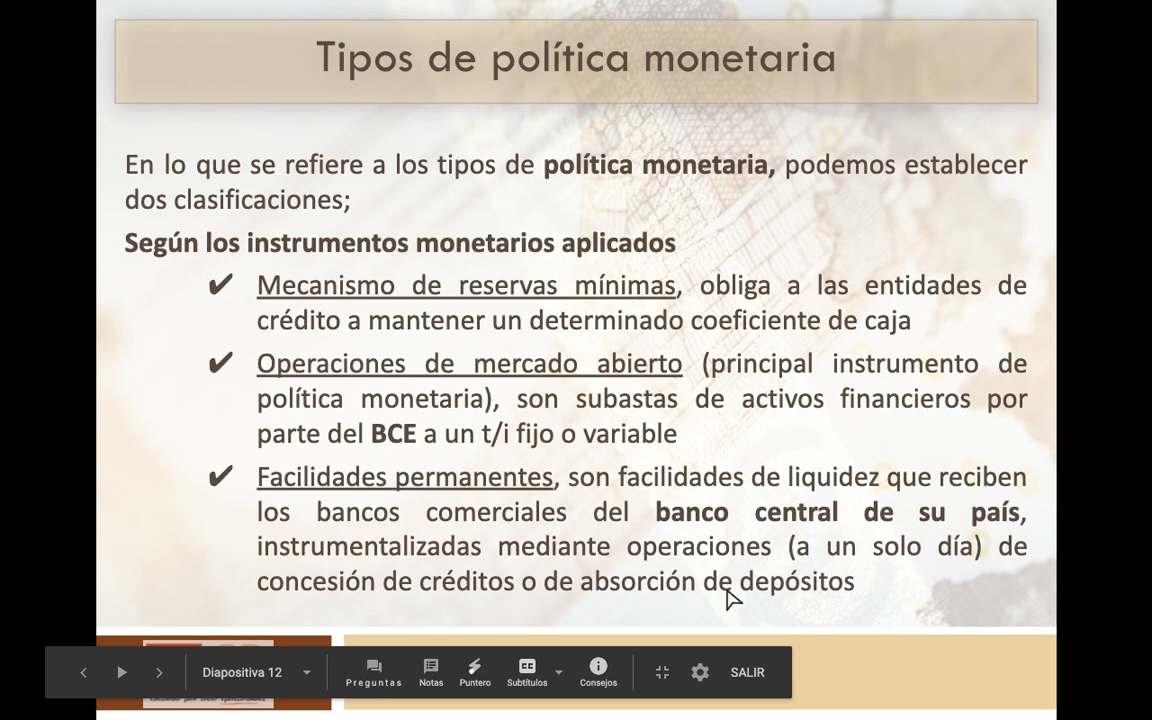 Tipos de política monetaria
En lo que se refiere a los tipos de política monetaria, podemos establecer
dos clasificaciones;
Según los instrumentos monetarios aplicados
✔ Mecanismo de reservas mínimas, obliga a las entidades de
crédito a mantener un determinado coeficiente de caja
✔ Operaciones de mercado abierto (principal instrumento de
política monetaria), son subastas de activos financieros por
parte del BCE a un t/i fijo o variable
✔ Facilidades permanentes, son facilidades de liquidez que reciben
los bancos comerciales del banco central de su país,
instrumentalizadas mediante operaciones (a un solo día) de
concesión de créditos o de absorción de depósitos
Diapositiva 12
Preguntas
Notas
Puntero
Subtítulos
Consejos
SALIR